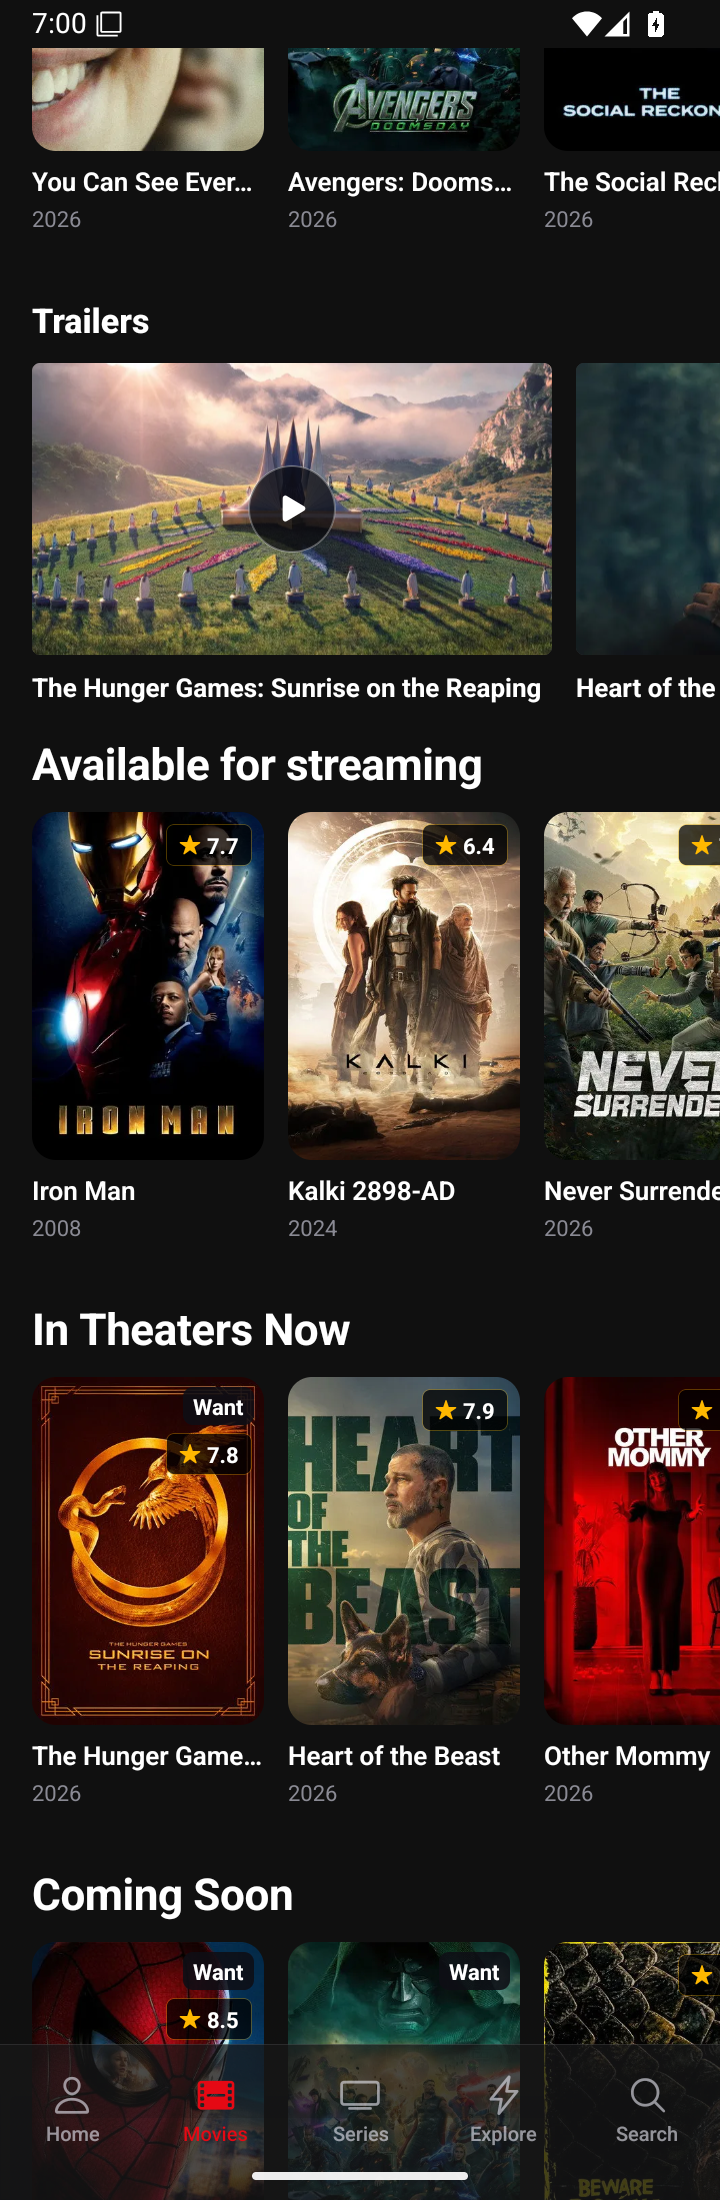 7:00
AVENGERS
DOOMSDAY
THE
SOCIAL RECKON
You Can See Ever...
Avengers: Dooms...
The Social Reck
2026
2026
2026
Trailers
The Hunger Games: Sunrise on the Reaping
Heart of the
Available for streaming
7.7
6.4
IRON MAN
KALKI
NEVER
SURRENDE
Iron Man
Kalki 2898-AD
Never Surrende
2008
2024
2026
In Theaters Now
Want
7.8
7.9
THE HUNGER GAMES
SUNRISE ON
THE REAPING
HEART
OF
THE
BEAST
OTHER
MOMMY
The Hunger Game...
Heart of the Beast
Other Mommy
2026
2026
2026
Coming Soon
Want
8.5
Want
BEWARE
Home
Movies
Series
Explore
Search